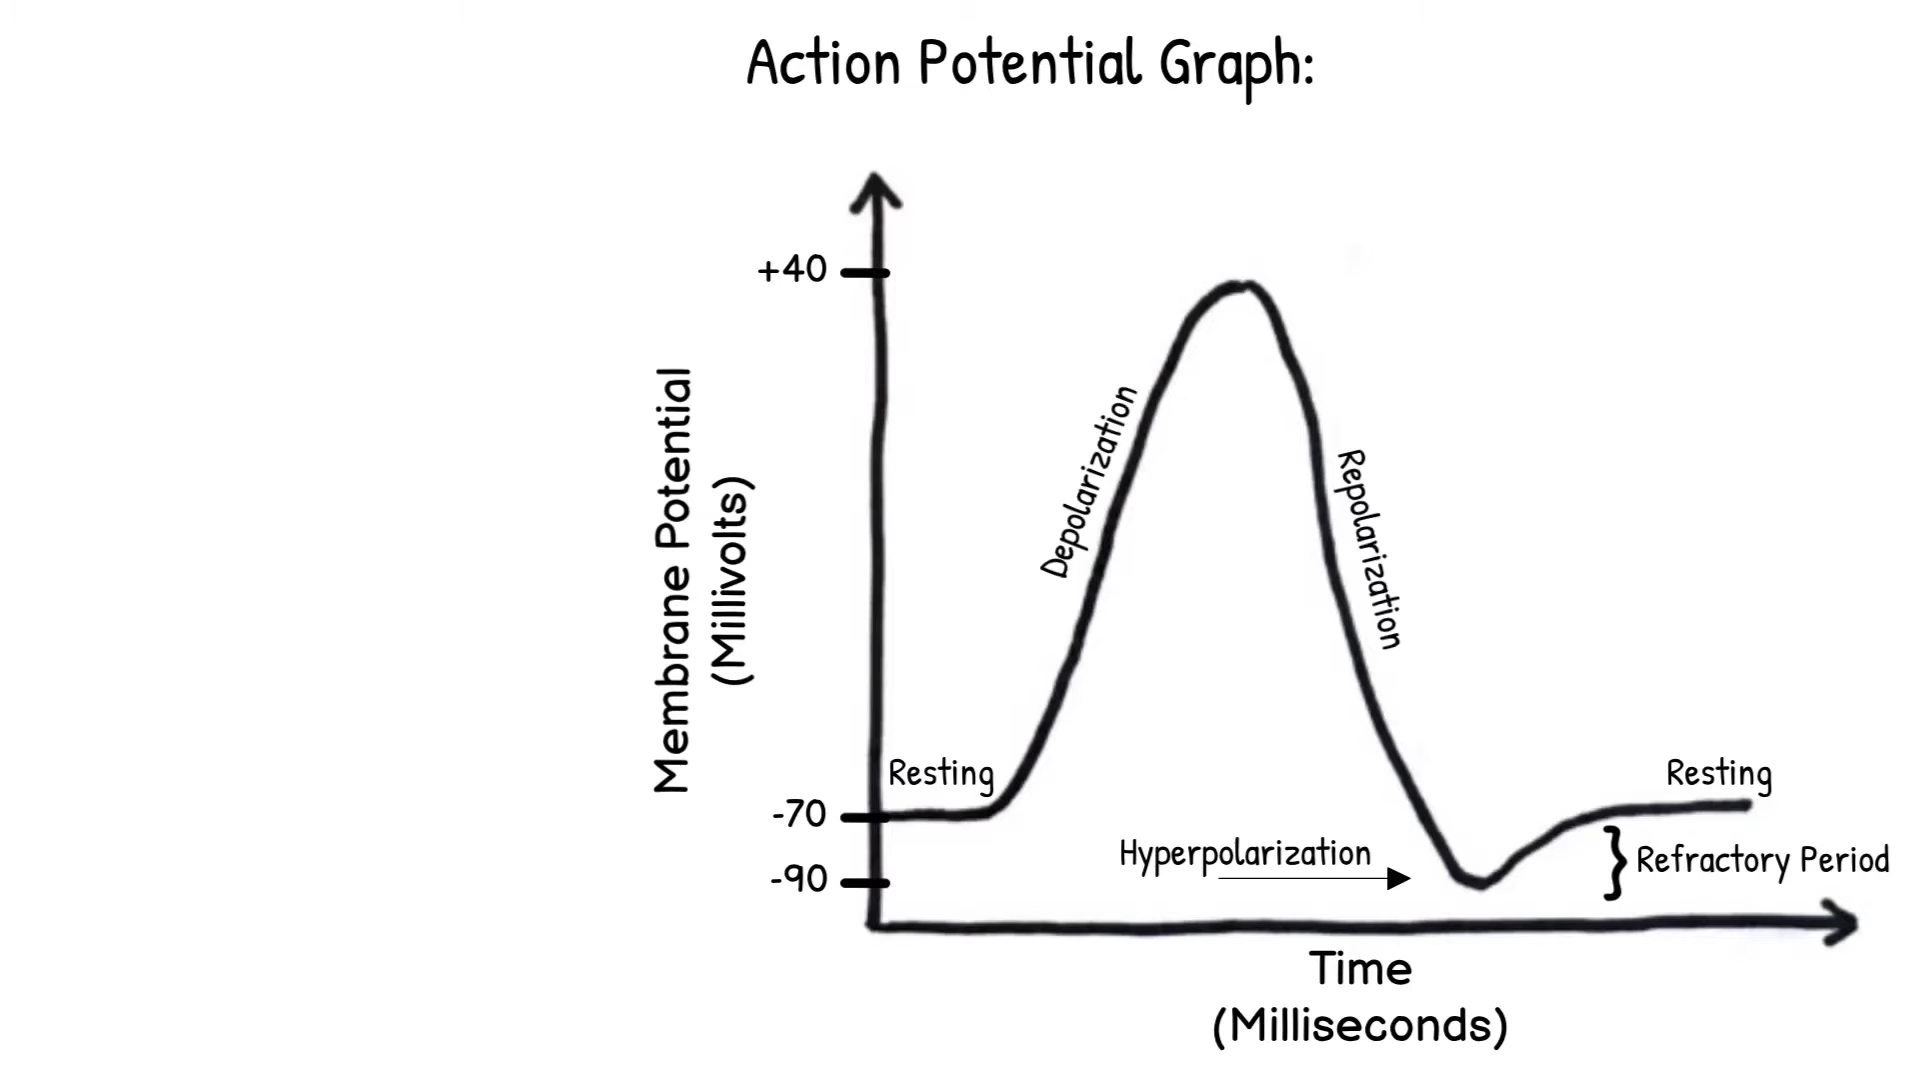 Action Potential Graph:
+40
Membrane Potential
(Millivolts)
Depolarization
Repolarization
Resting
Resting
-70
Hyperpolarization
Refractory Period
-90
Time
(Milliseconds)